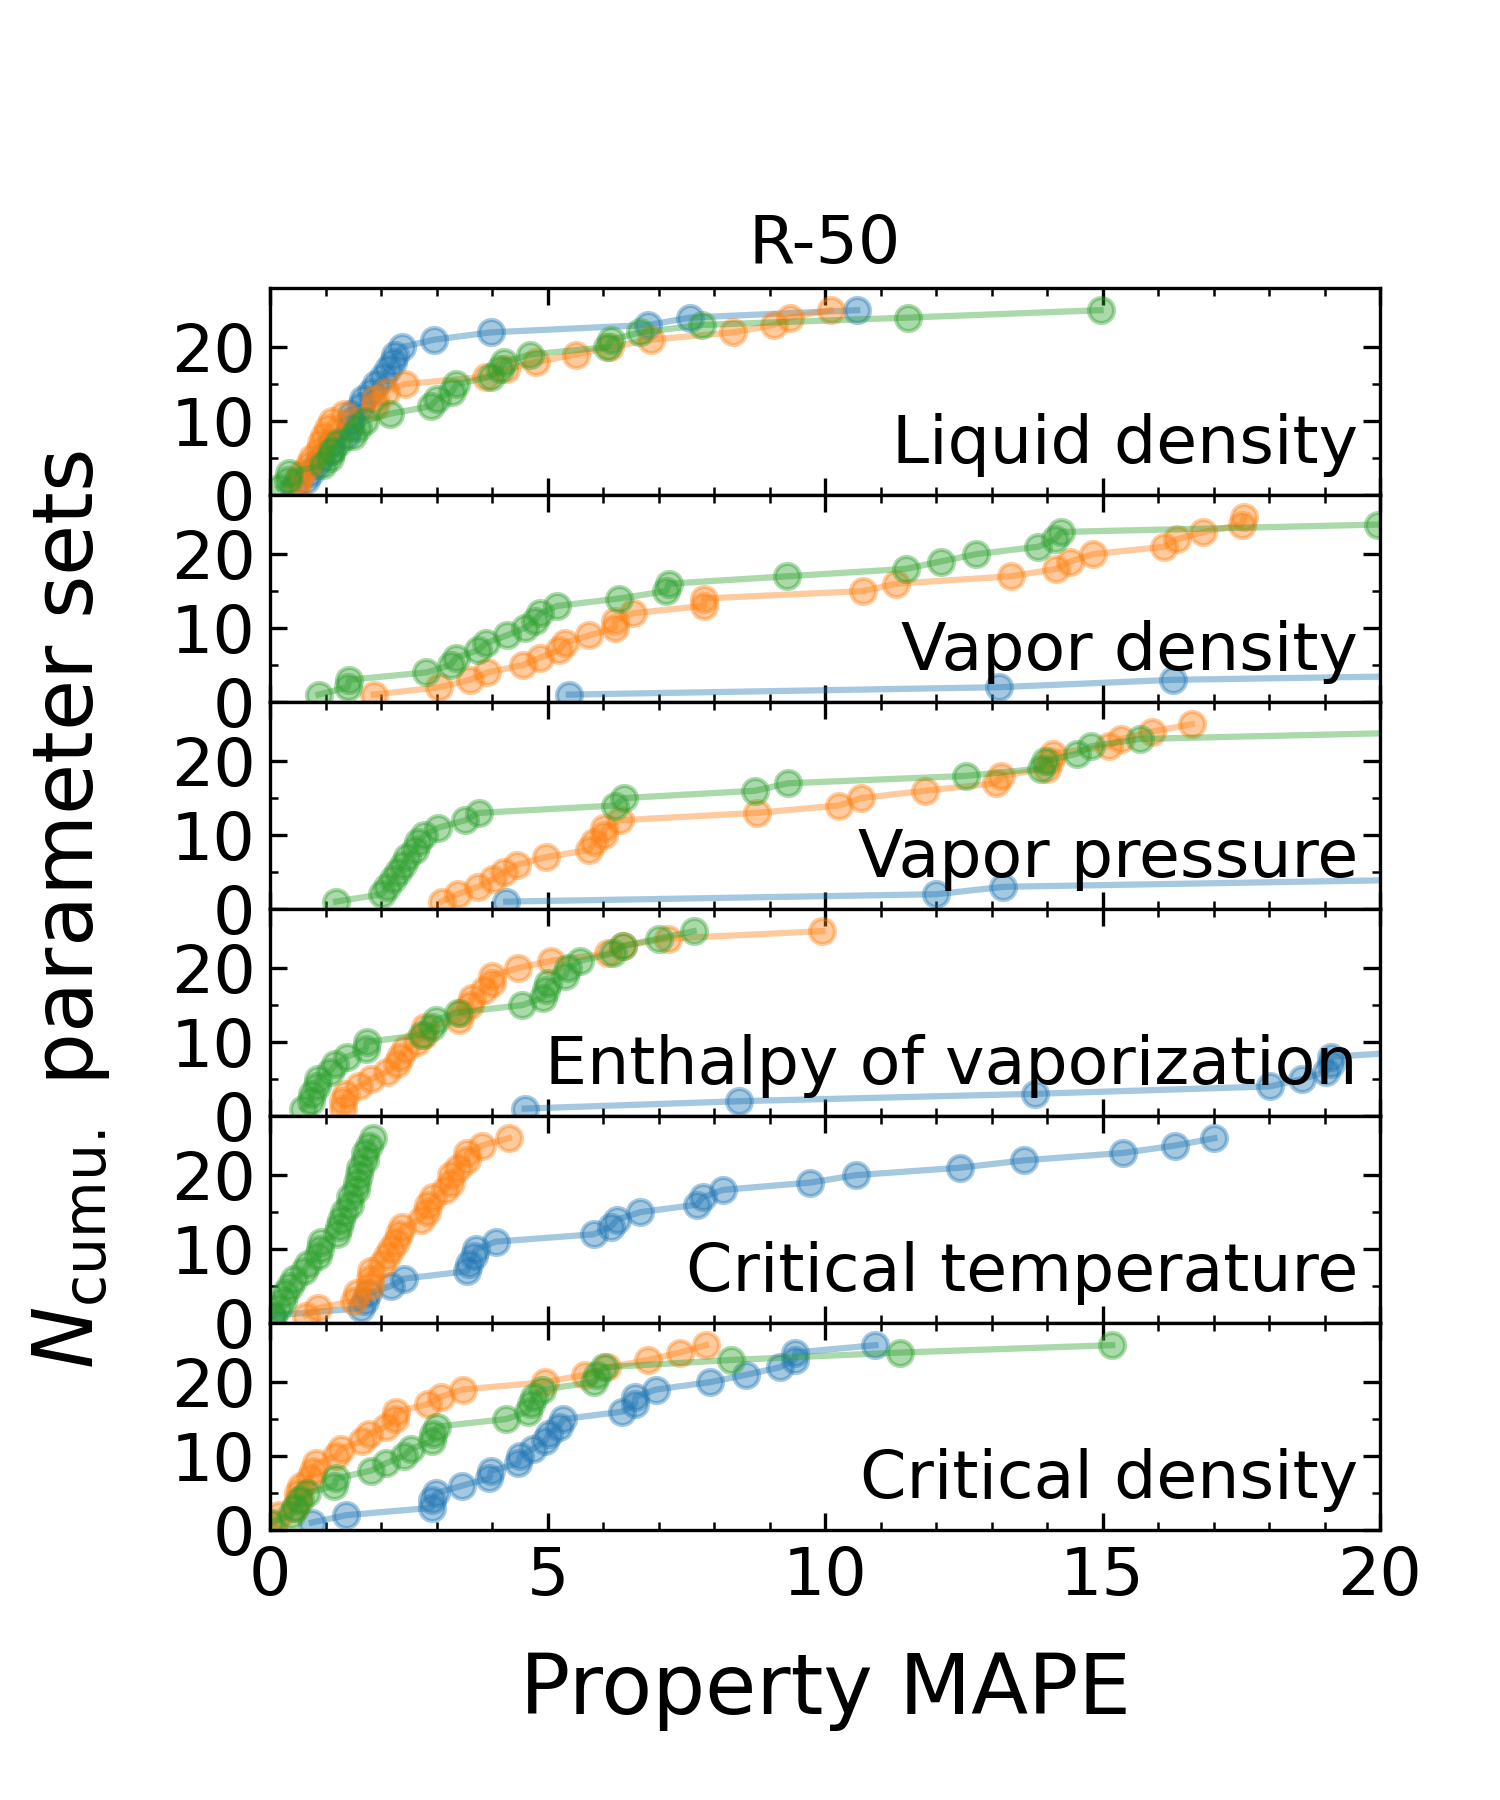 R-50
20
10
0
Liquid density
20
10
0
Vapor density
20
10
0
Vapor pressure
20
10
0
Enthalpy of vaporization
20
10
0
Critical temperature
20
10
0
Critical density
0 5 10 15 20
Property MAPE
Ncumu. parameter sets